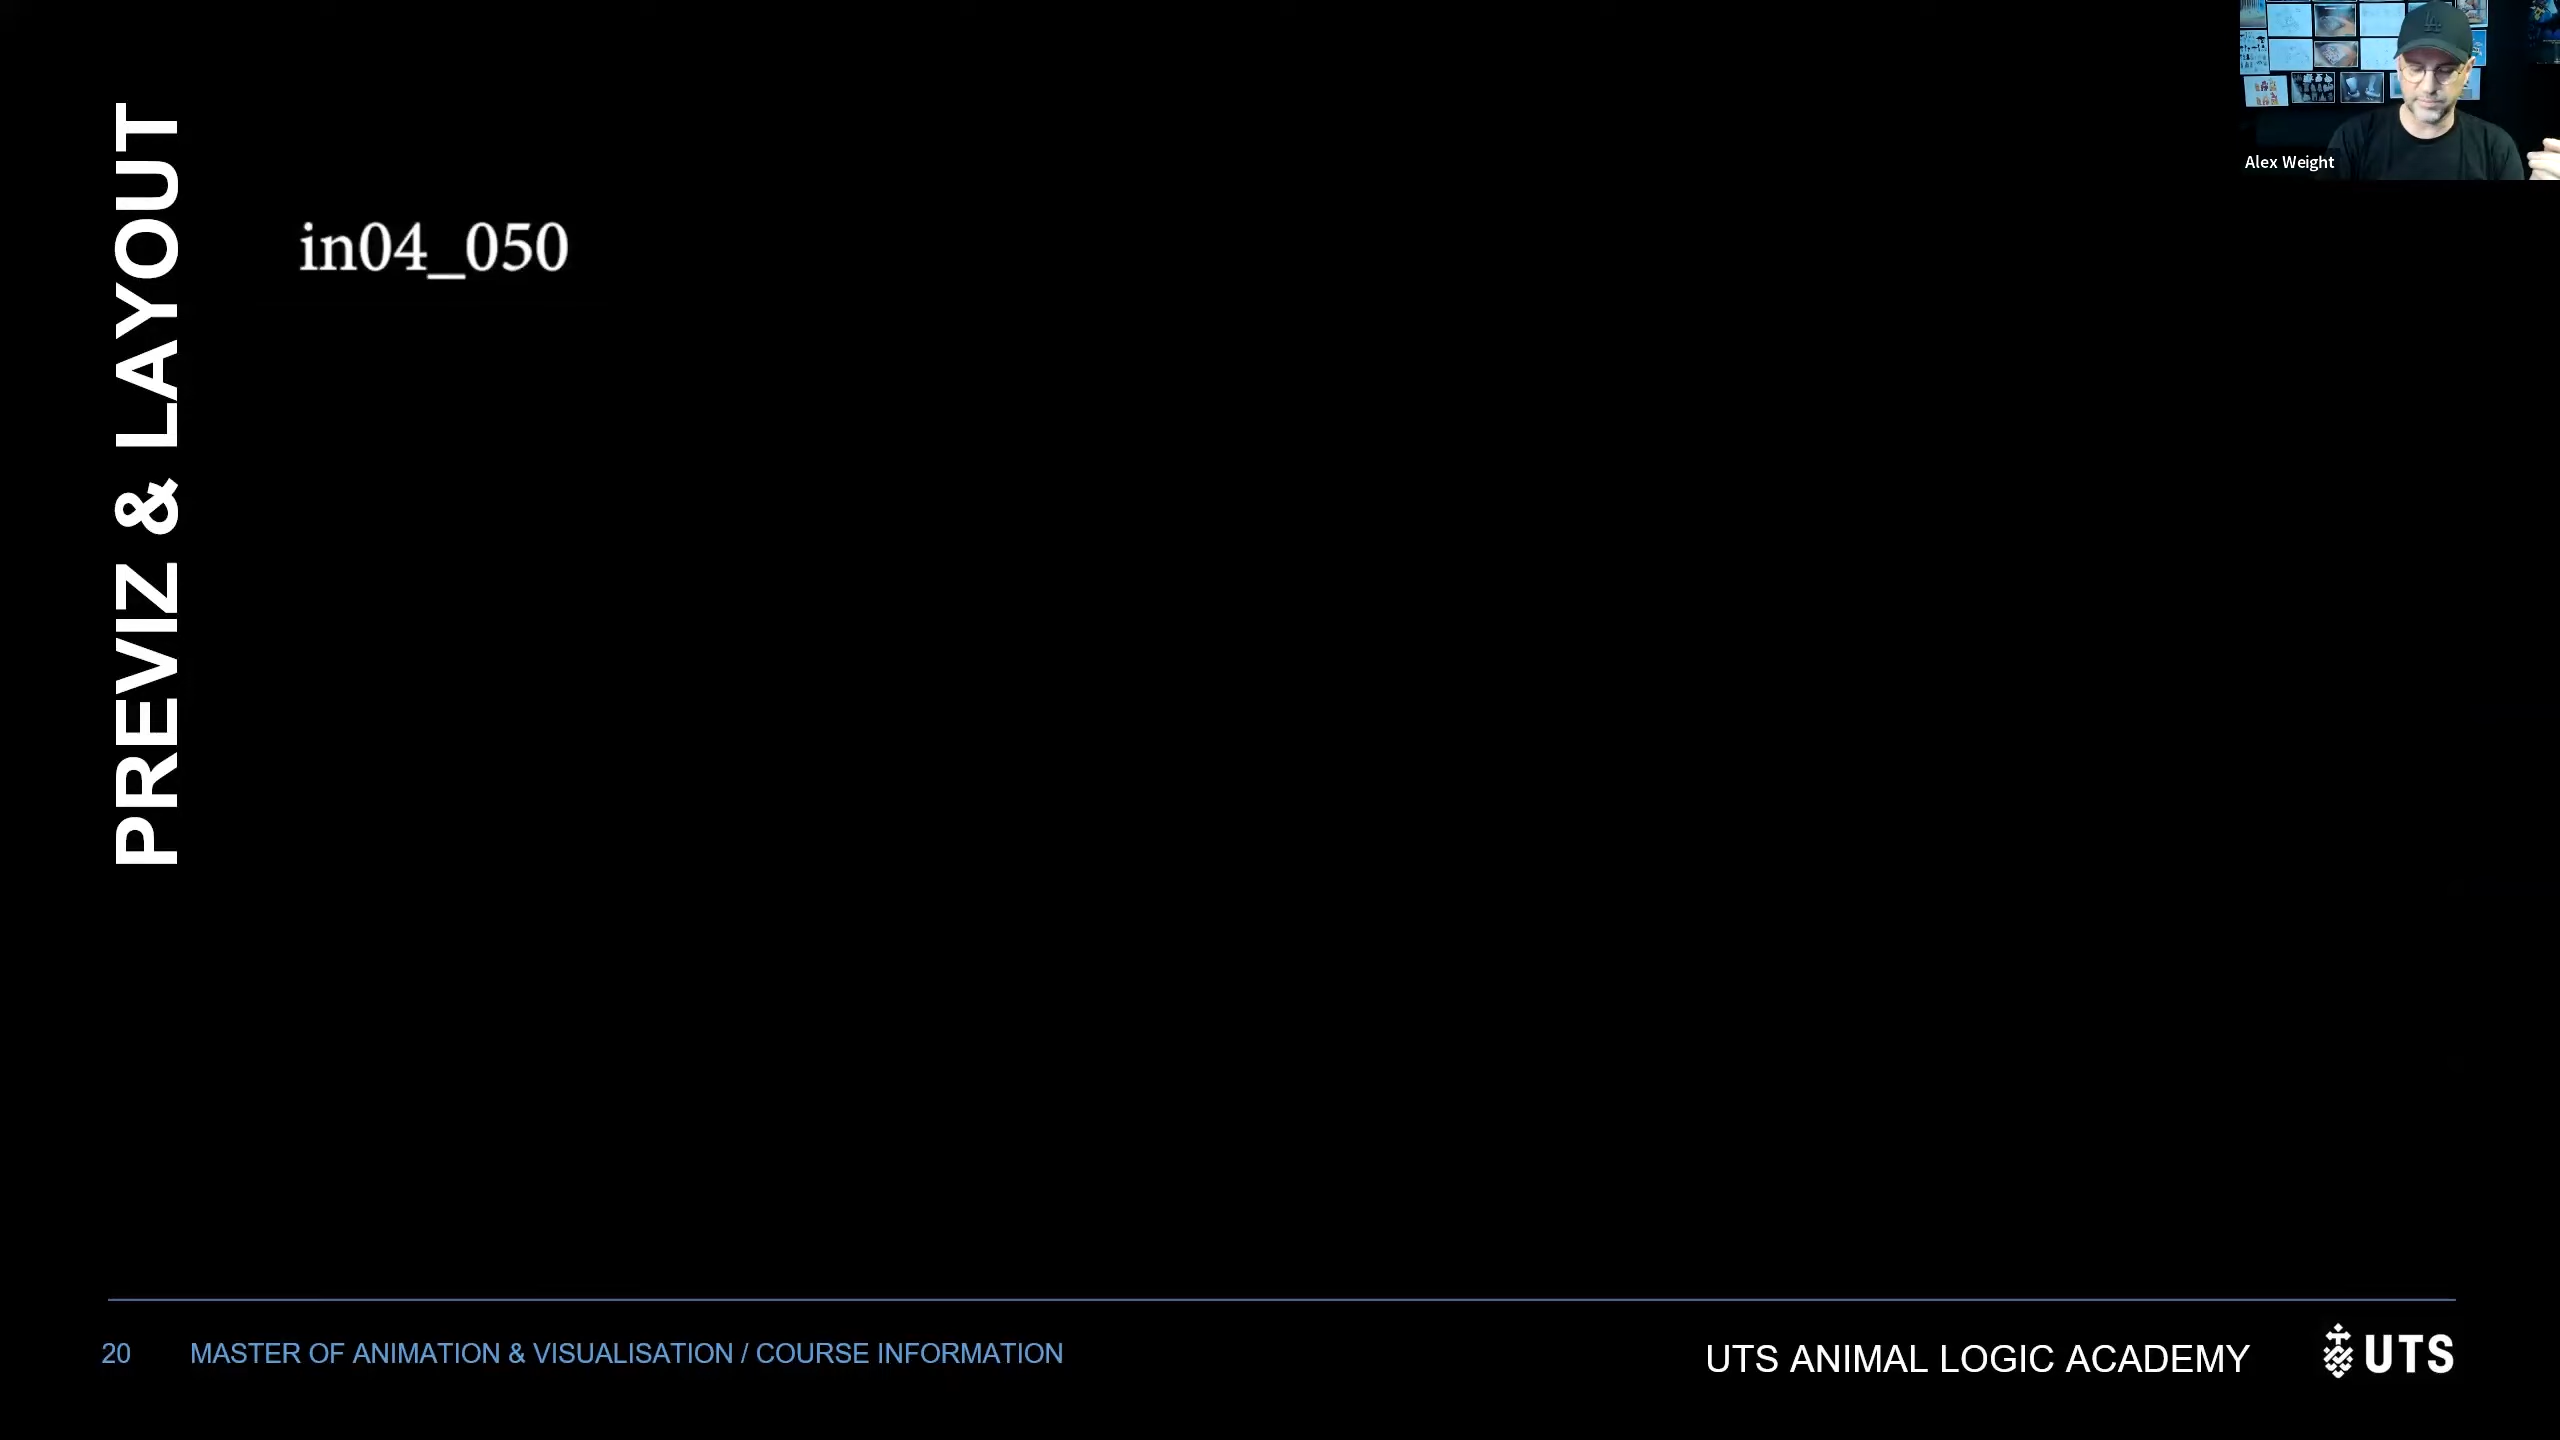 PREVIZ & LAYOUT
in04_050
Alex Weight
20
MASTER OF ANIMATION & VISUALISATION / COURSE INFORMATION
UTS ANIMAL LOGIC ACADEMY
UTS